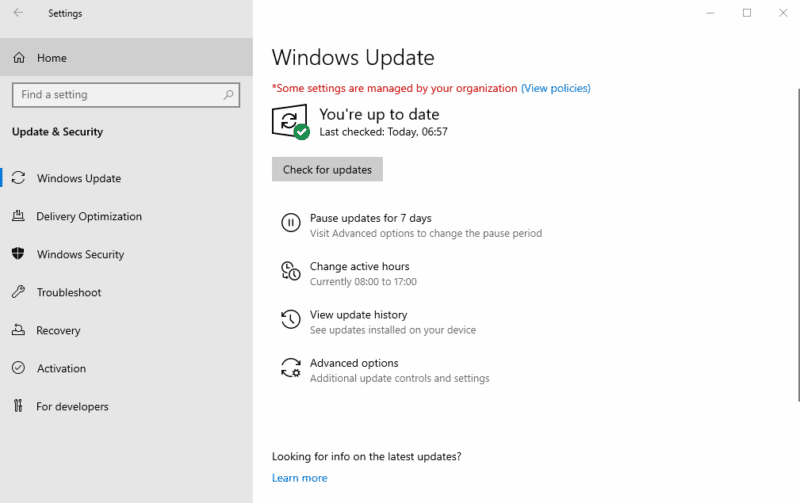 Settings
Home
Find a setting
Update & Security
Windows Update
Delivery Optimization
Windows Security
Troubleshoot
Recovery
Activation
For developers
Windows Update
*Some settings are managed by your organization (View policies)
You're up to date
Last checked: Today, 06:57
Check for updates
Pause updates for 7 days
Visit Advanced options to change the pause period
Change active hours
Currently 08:00 to 17:00
View update history
See updates installed on your device
Advanced options
Additional update controls and settings
Looking for info on the latest updates?
Learn more